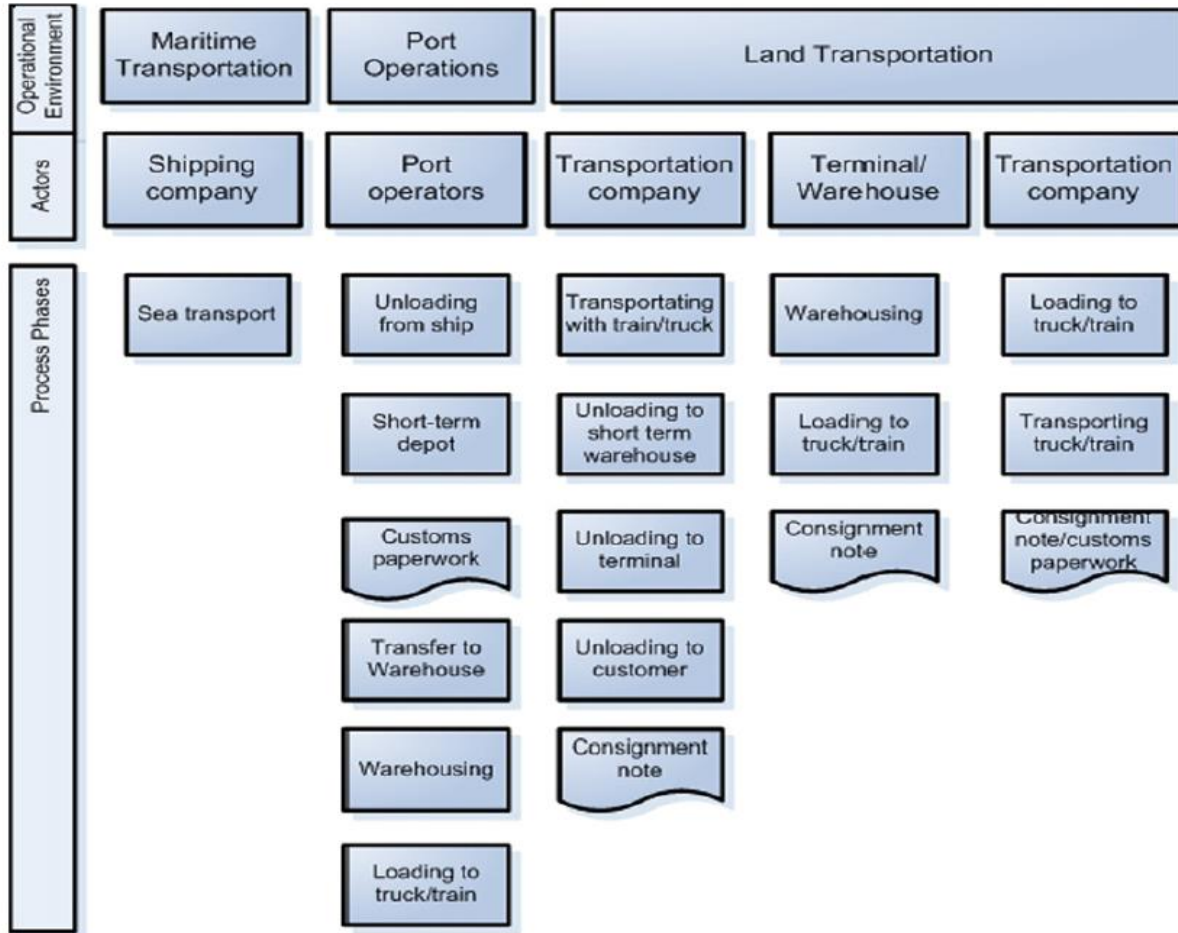 Operational
Environment
Maritime
Transportation
Port
Operations
Land Transportation
Actors
Shipping
company
Port
operators
Transportation
company
Terminal/
Warehouse
Transportation
company
Process Phases
Sea transport
Unloading
from ship
Transportating
with train/truck
Warehousing
Loading to
truck/train
Short-term
depot
Unloading to
short term
warehouse
Loading to
truck/train
Transporting
truck/train
Customs
paperwork
Unloading to
terminal
Consignment
note
Consignment
note/customs
paperwork
Transfer to
Warehouse
Unloading to
customer
Warehousing
Consignment
note
Loading to
truck/train